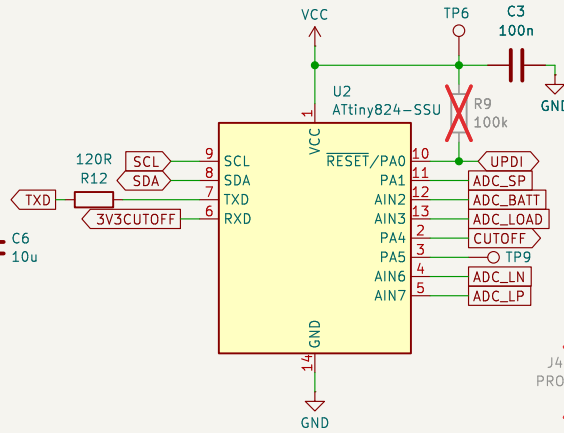 VCC
TP6
C3
100n
GND
U2
ATtiny824-SSU
R9
100k
1
VCC
120R
R12
SCL
9
SCL
RESET/PA0
10
UPDI
SDA
8
SDA
PA1
11
ADC_SP
TXD
7
TXD
AIN2
12
ADC_BATT
3V3CUTOFF
6
RXD
AIN3
13
ADC_LOAD
PA4
2
CUTOFF
C6
10u
PA5
3
TP9
AIN6
4
ADC_LN
AIN7
5
ADC_LP
GND
14
J4
PRO
GND